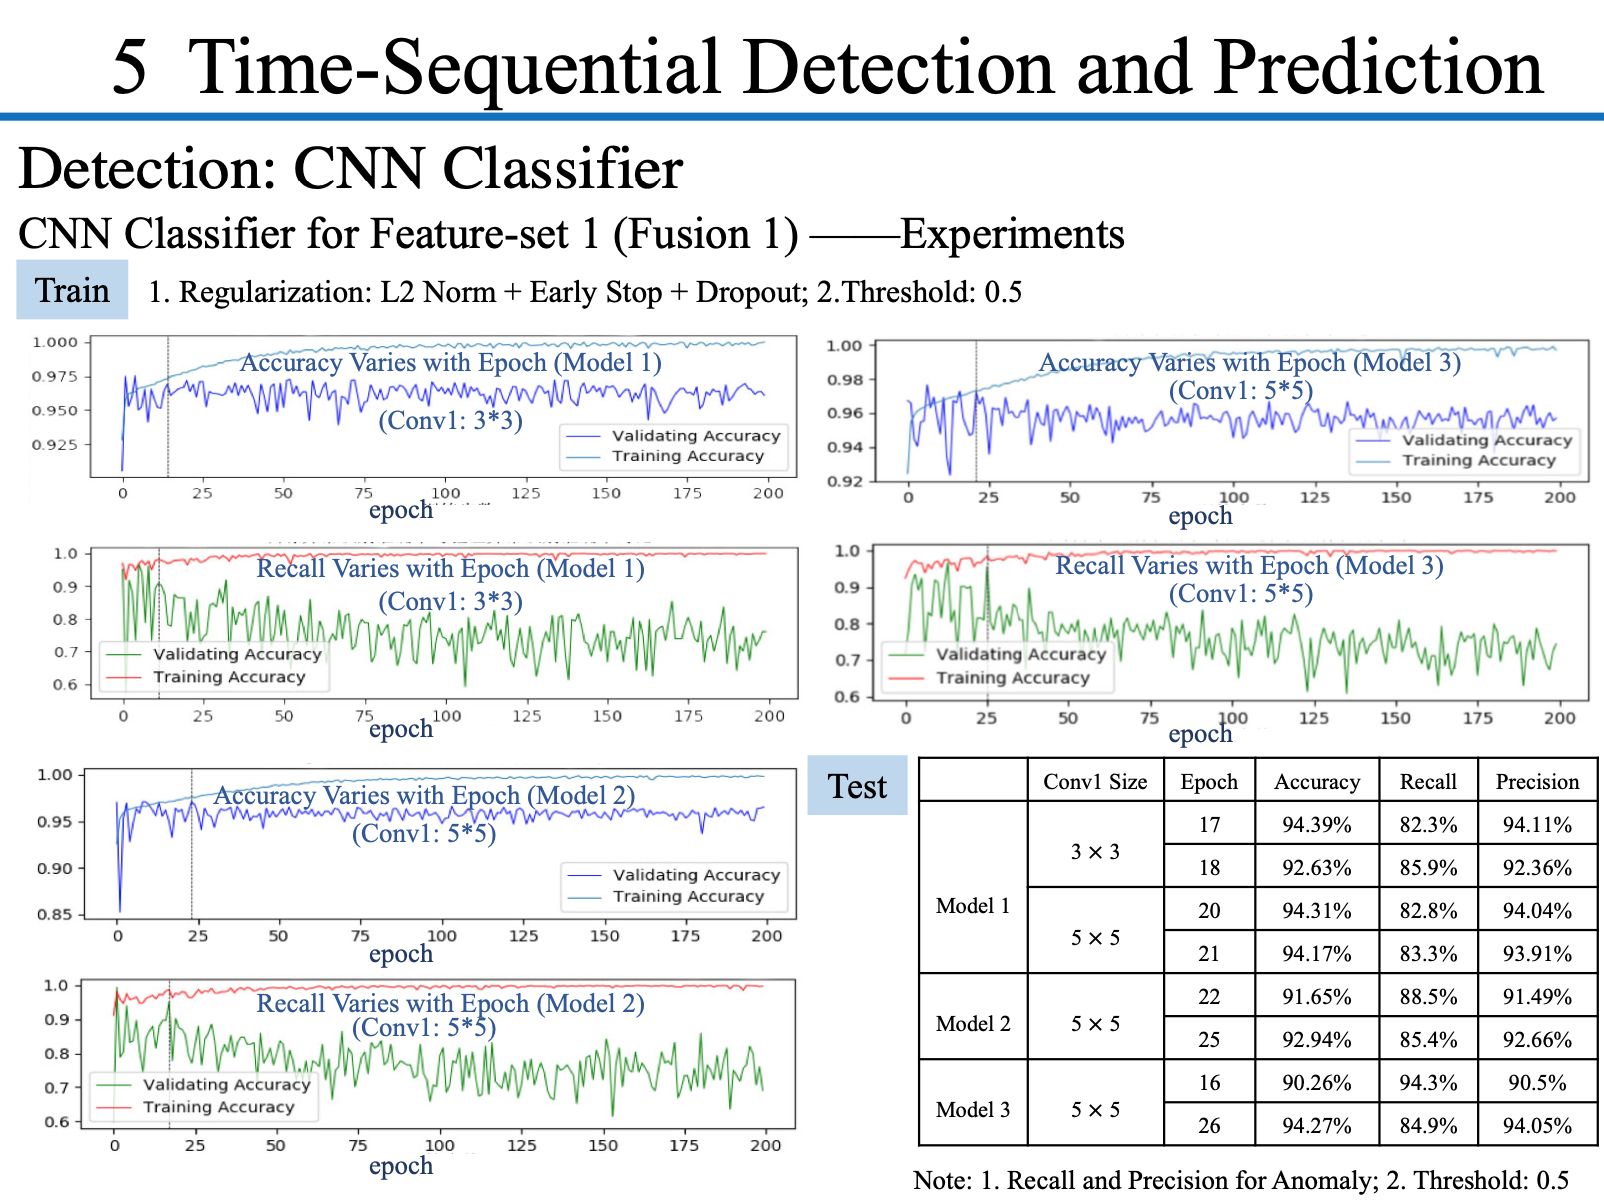 5 Time-Sequential Detection and Prediction
Detection: CNN Classifier
CNN Classifier for Feature-set 1 (Fusion 1) ——Experiments
Train
1. Regularization: L2 Norm + Early Stop + Dropout; 2.Threshold: 0.5
1.000
0.975
0.950
0.925
Accuracy Varies with Epoch (Model 1)
(Conv1: 3*3)
Validating Accuracy
Training Accuracy
0 25 50 75 100 125 150 175 200
epoch
1.00
0.98
0.96
0.94
0.92
Accuracy Varies with Epoch (Model 3)
(Conv1: 5*5)
Validating Accuracy
Training Accuracy
0 25 50 75 100 125 150 175 200
epoch
1.0
0.9
0.8
0.7
0.6
Recall Varies with Epoch (Model 1)
(Conv1: 3*3)
Validating Accuracy
Training Accuracy
0 25 50 75 100 125 150 175 200
epoch
1.0
0.9
0.8
0.7
0.6
Recall Varies with Epoch (Model 3)
(Conv1: 5*5)
Validating Accuracy
Training Accuracy
0 25 50 75 100 125 150 175 200
epoch
1.00
0.95
0.90
0.85
Accuracy Varies with Epoch (Model 2)
(Conv1: 5*5)
Validating Accuracy
Training Accuracy
0 25 50 75 100 125 150 175 200
epoch
1.0
0.9
0.8
0.7
0.6
Recall Varies with Epoch (Model 2)
(Conv1: 5*5)
Validating Accuracy
Training Accuracy
0 25 50 75 100 125 150 175 200
epoch
Test
Conv1 Size Epoch Accuracy Recall Precision
Model 1 3 × 3 17 94.39% 82.3% 94.11%
18 92.63% 85.9% 92.36%
5 × 5 20 94.31% 82.8% 94.04%
21 94.17% 83.3% 93.91%
Model 2 5 × 5 22 91.65% 88.5% 91.49%
25 92.94% 85.4% 92.66%
Model 3 5 × 5 16 90.26% 94.3% 90.5%
26 94.27% 84.9% 94.05%
Note: 1. Recall and Precision for Anomaly; 2. Threshold: 0.5